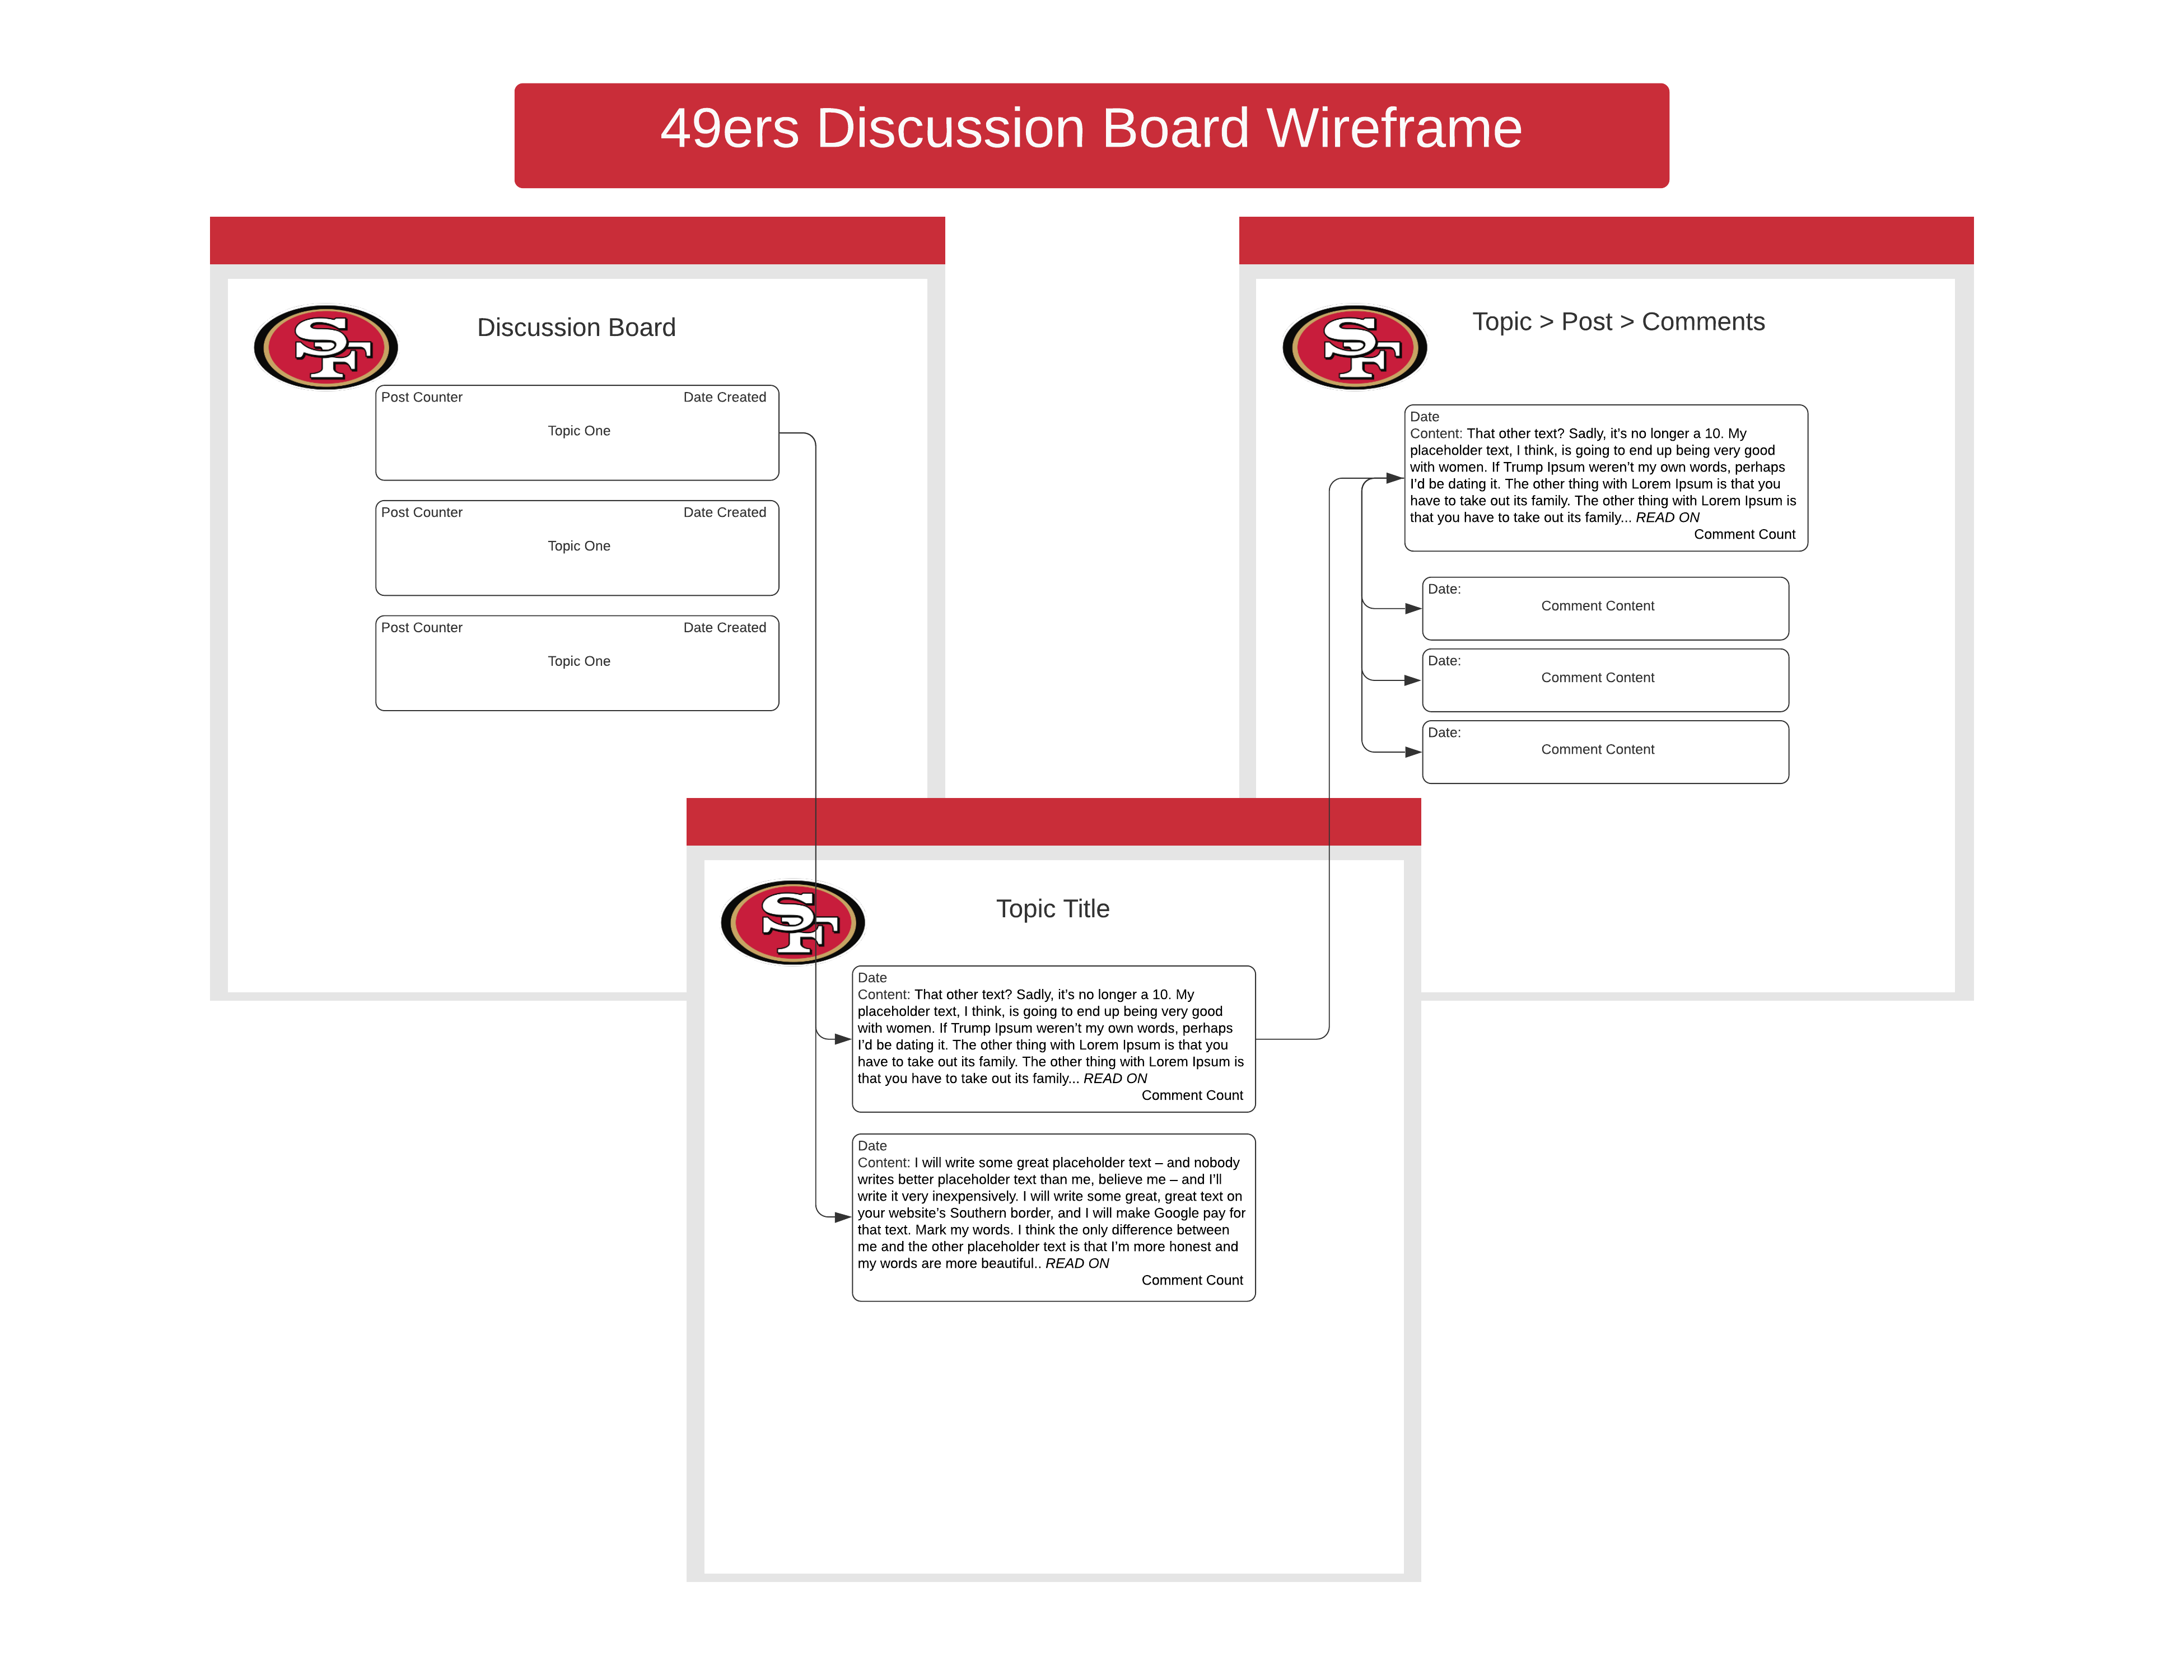 49ers Discussion Board Wireframe
SF
Discussion Board
Post Counter Date Created
Topic One
Post Counter Date Created
Topic One
Post Counter Date Created
Topic One
SF
Topic > Post > Comments
Date
Content: That other text? Sadly, it’s no longer a 10. My
placeholder text, I think, is going to end up being very good
with women. If Trump Ipsum weren’t my own words, perhaps
I’d be dating it. The other thing with Lorem Ipsum is that you
have to take out its family. The other thing with Lorem Ipsum is
that you have to take out its family... READ ON
Comment Count
Date:
Comment Content
Date:
Comment Content
Date:
Comment Content
SF
Topic Title
Date
Content: That other text? Sadly, it’s no longer a 10. My
placeholder text, I think, is going to end up being very good
with women. If Trump Ipsum weren’t my own words, perhaps
I’d be dating it. The other thing with Lorem Ipsum is that you
have to take out its family. The other thing with Lorem Ipsum is
that you have to take out its family... READ ON
Comment Count
Date
Content: I will write some great placeholder text – and nobody
writes better placeholder text than me, believe me – and I’ll
write it very inexpensively. I will write some great, great text on
your website’s Southern border, and I will make Google pay for
that text. Mark my words. I think the only difference between
me and the other placeholder text is that I’m more honest and
my words are more beautiful.. READ ON
Comment Count